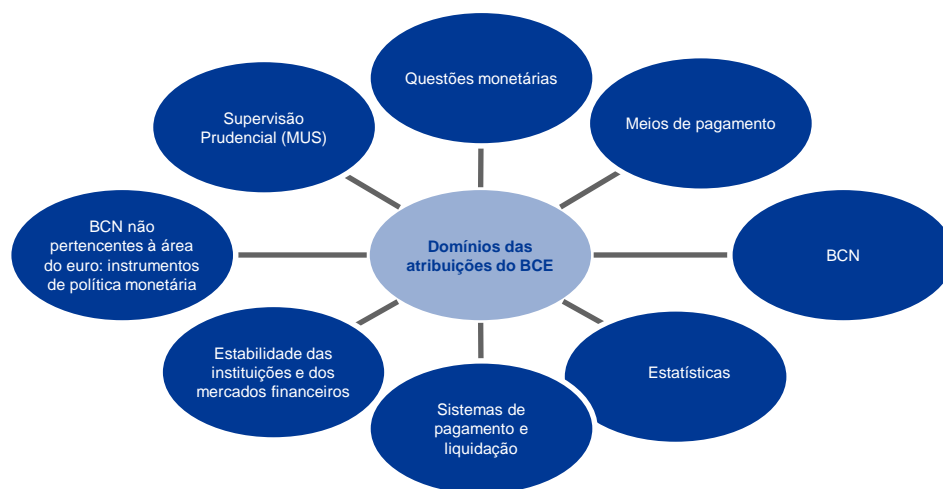 Questões monetárias
Supervisão
Prudencial (MUS)
Meios de pagamento
BCN não
pertencentes à área
do euro: instrumentos
de política monetária
Domínios das
atribuições do BCE
BCN
Estabilidade das
instituições e dos
mercados financeiros
Estatísticas
Sistemas de
pagamento e
liquidação